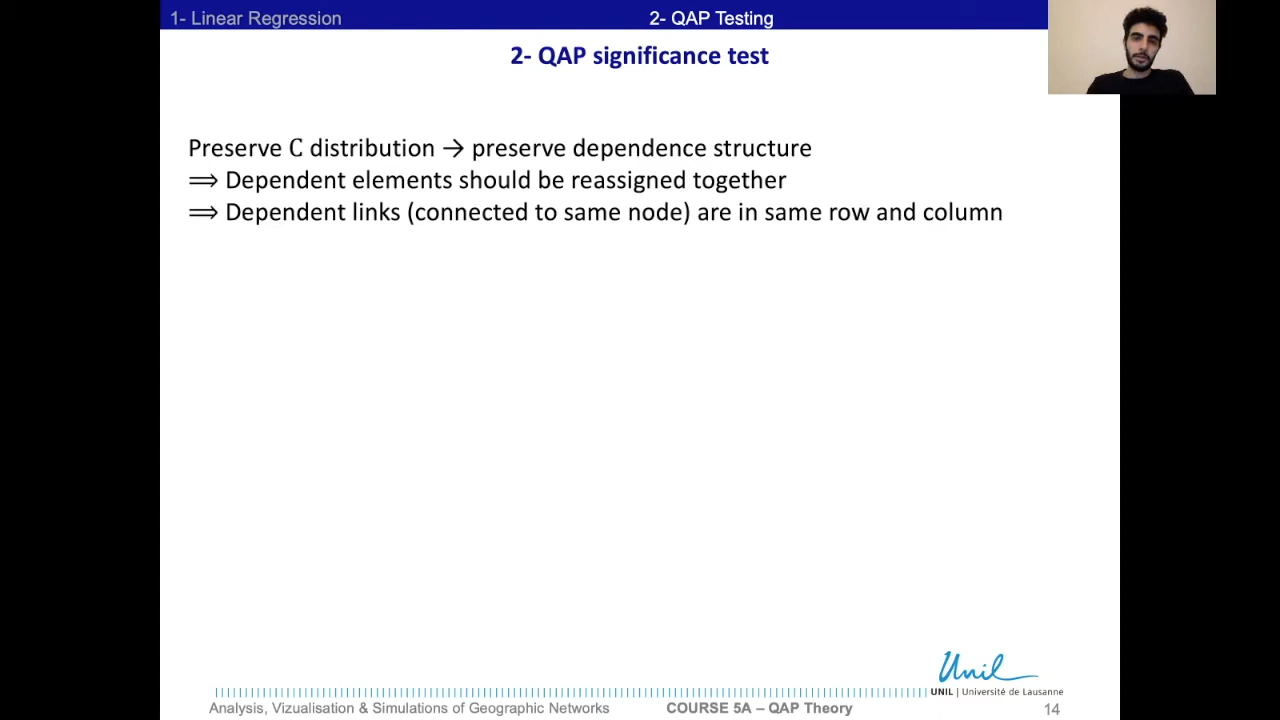 1- Linear Regression 2- QAP Testing
2- QAP significance test
Preserve C distribution → preserve dependence structure
⟹ Dependent elements should be reassigned together
⟹ Dependent links (connected to same node) are in same row and column
Unil
UNIL | Université de Lausanne
Analysis, Vizualisation & Simulations of Geographic Networks COURSE 5A – QAP Theory 14